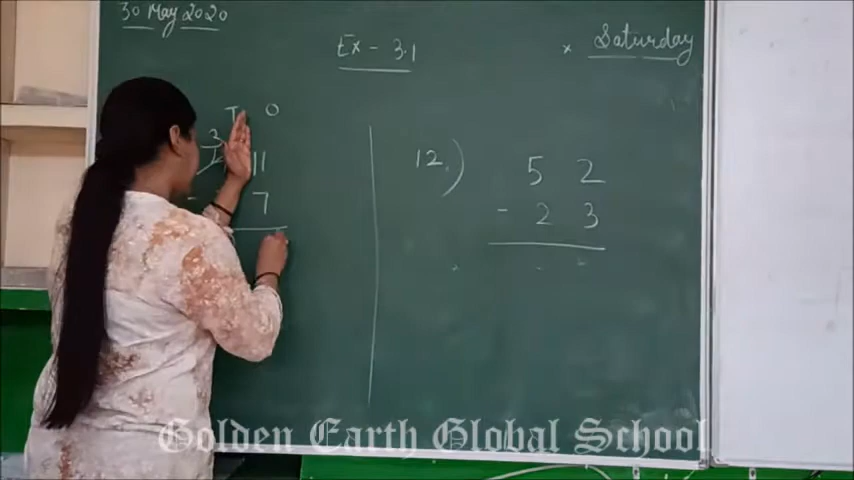 30 May 2020
Ex - 3.1
Saturday
T O
3
11
7
12.) 5 2
- 2 3
Golden Earth Global School